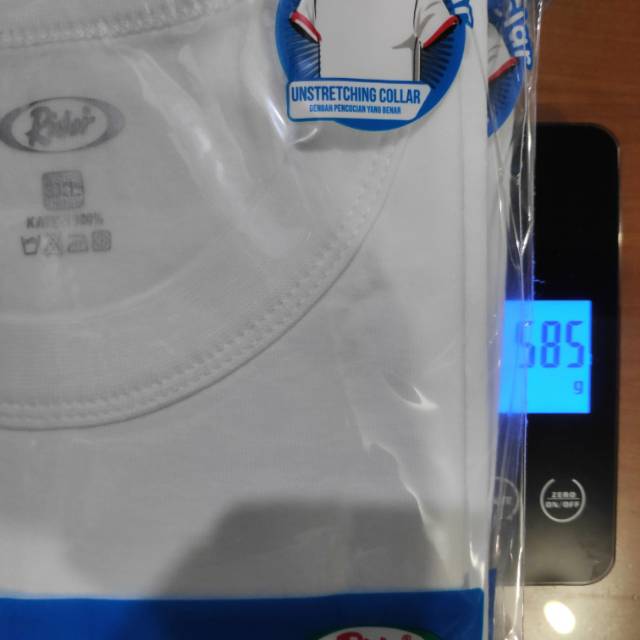 UNSTRETCHING COLLAR
DENGAN PENCUCIAN YANG BENAR
Rider
585
g
ZERO
ON/OFF